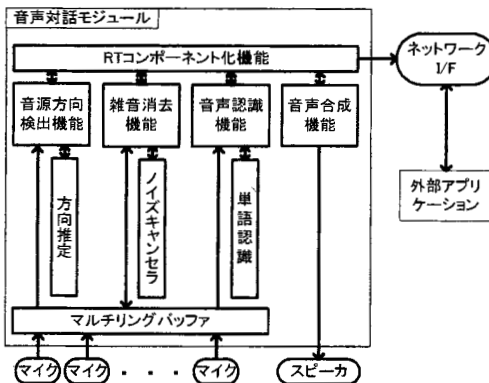 音声対話モジュール
RTコンポーネント化機能
ネットワーク
I/F
音源方向
検出機能
雑音消去
機能
音声認識
機能
音声合成
機能
外部アプリ
ケーション
方向推定
ノイズキャンセラ
単語認識
マルチリングバッファ
マイク
マイク
・・・
マイク
スピーカ